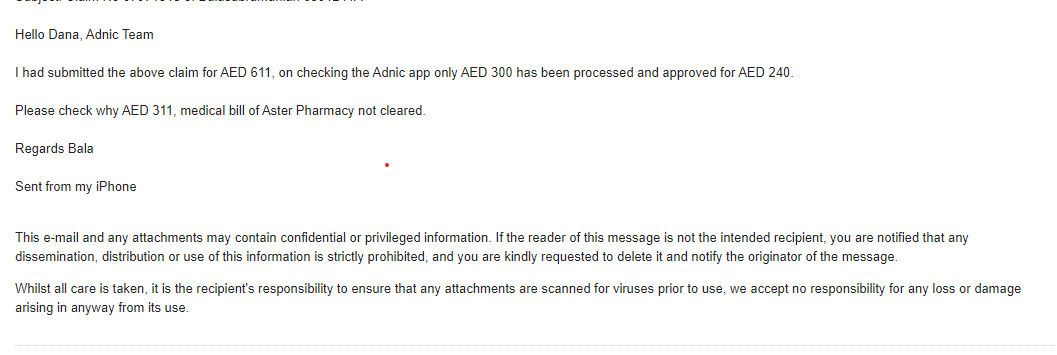 Hello Dana, Adnic Team
I had submitted the above claim for AED 611, on checking the Adnic app only AED 300 has been processed and approved for AED 240.
Please check why AED 311, medical bill of Aster Pharmacy not cleared.
Regards Bala
Sent from my iPhone
This e-mail and any attachments may contain confidential or privileged information. If the reader of this message is not the intended recipient, you are notified that any
dissemination, distribution or use of this information is strictly prohibited, and you are kindly requested to delete it and notify the originator of the message.
Whilst all care is taken, it is the recipient's responsibility to ensure that any attachments are scanned for viruses prior to use, we accept no responsibility for any loss or damage
arising in anyway from its use.